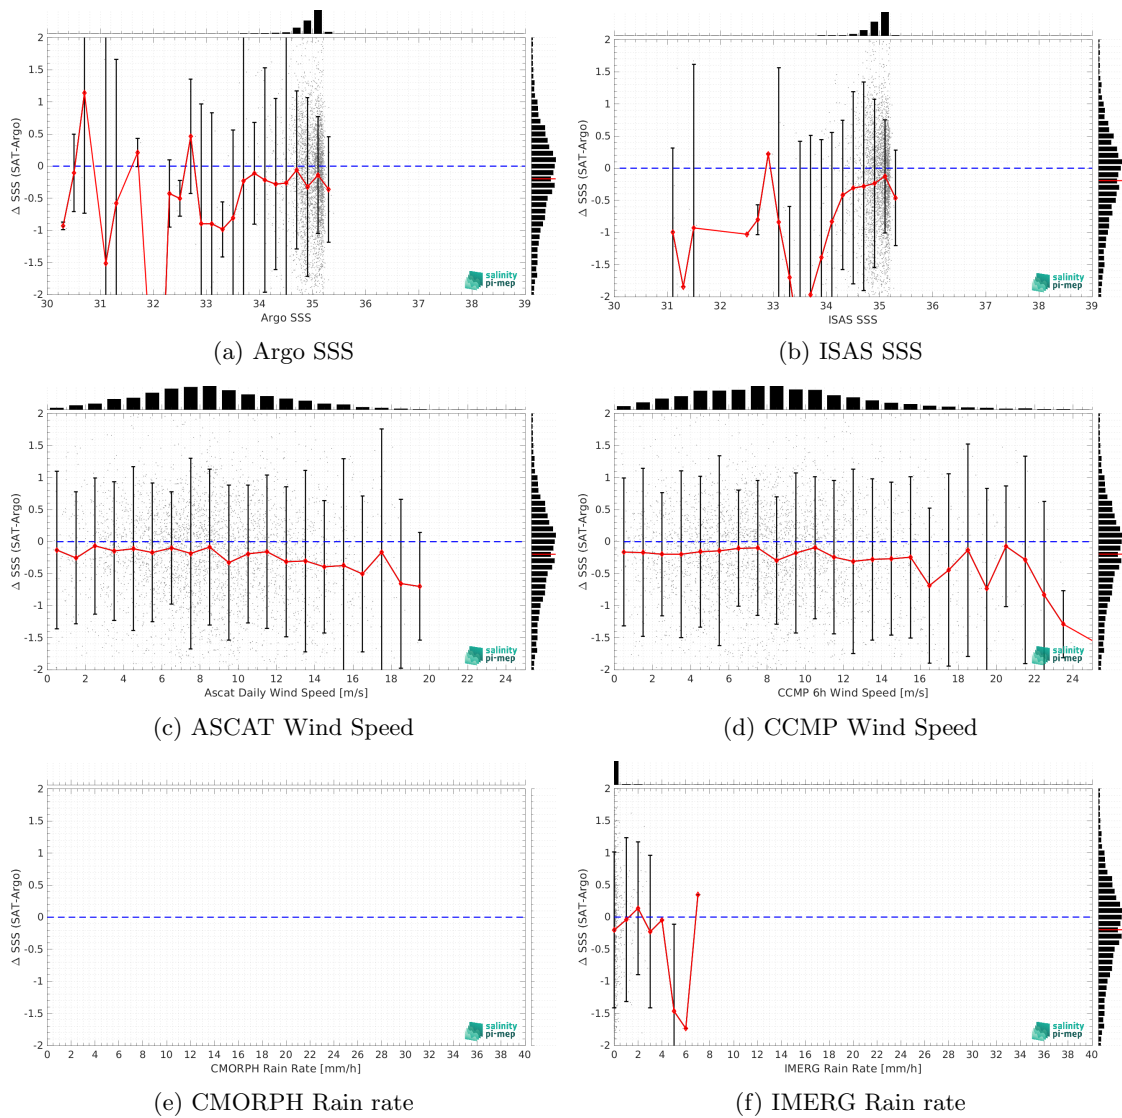 2
1.5
1
0.5
0
-0.5
-1
-1.5
-2
Δ SSS (SAT-Argo)
30 31 32 33 34 35 36 37 38 39
Argo SSS
salinity
pi-mep
(a) Argo SSS
2
1.5
1
0.5
0
-0.5
-1
-1.5
-2
Δ SSS (SAT-Argo)
30 31 32 33 34 35 36 37 38 39
ISAS SSS
salinity
pi-mep
(b) ISAS SSS
2
1.5
1
0.5
0
-0.5
-1
-1.5
-2
Δ SSS (SAT-Argo)
0 2 4 6 8 10 12 14 16 18 20 22 24
Ascat Daily Wind Speed [m/s]
salinity
pi-mep
(c) ASCAT Wind Speed
2
1.5
1
0.5
0
-0.5
-1
-1.5
-2
Δ SSS (SAT-Argo)
0 2 4 6 8 10 12 14 16 18 20 22 24
CCMP 6h Wind Speed [m/s]
salinity
pi-mep
(d) CCMP Wind Speed
2
1.5
1
0.5
0
-0.5
-1
-1.5
-2
Δ SSS (SAT-Argo)
0 2 4 6 8 10 12 14 16 18 20 22 24 26 28 30 32 34 36 38 40
CMORPH Rain Rate [mm/h]
salinity
pi-mep
(e) CMORPH Rain rate
2
1.5
1
0.5
0
-0.5
-1
-1.5
-2
Δ SSS (SAT-Argo)
0 2 4 6 8 10 12 14 16 18 20 22 24 26 28 30 32 34 36 38 40
IMERG Rain Rate [mm/h]
salinity
pi-mep
(f) IMERG Rain rate